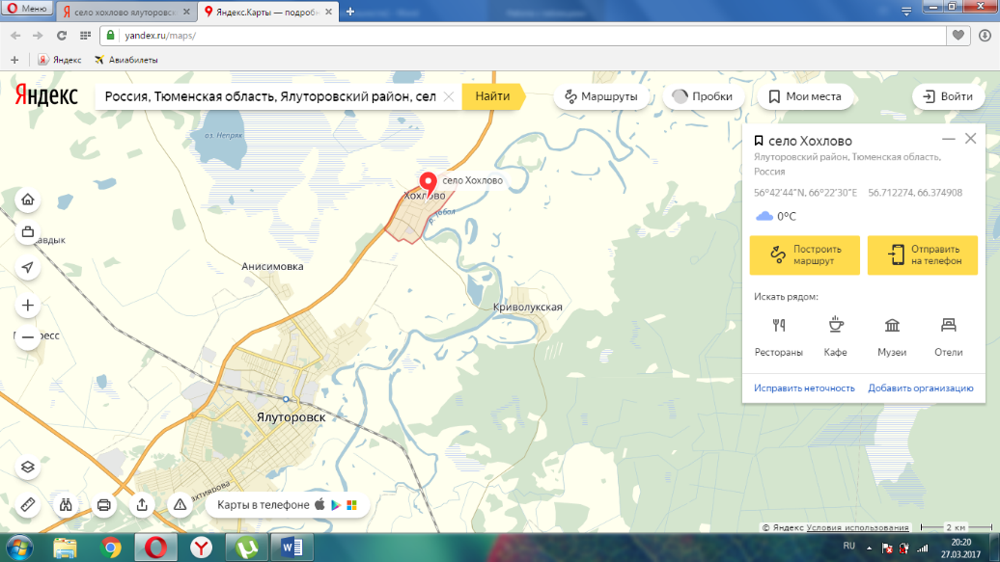 Меню
село хохлово ялуторовс
Яндекс.Карты — подробн
yandex.ru/maps/
Яндекс
Авиабилеты
Яндекс
Россия, Тюменская область, Ялуторовский район, сел
Найти
Маршруты
Пробки
Мои места
Войти
оз. Непряк
село Хохлово
Хохлово
р. Тобол
авдык
Анисимовка
Криволукская
ресс
Ялуторовск
ахтиярова
село Хохлово
Ялуторовский район, Тюменская область,
Россия
56°42'44"N, 66°22'30"E 56.712274, 66.374908
0°C
Построить
маршрут
Отправить
на телефон
Искать рядом:
Рестораны
Кафе
Музеи
Отели
Исправить неточность
Добавить организацию
Карты в телефоне
© Яндекс Условия использования
2 км
RU
20:20
27.03.2017